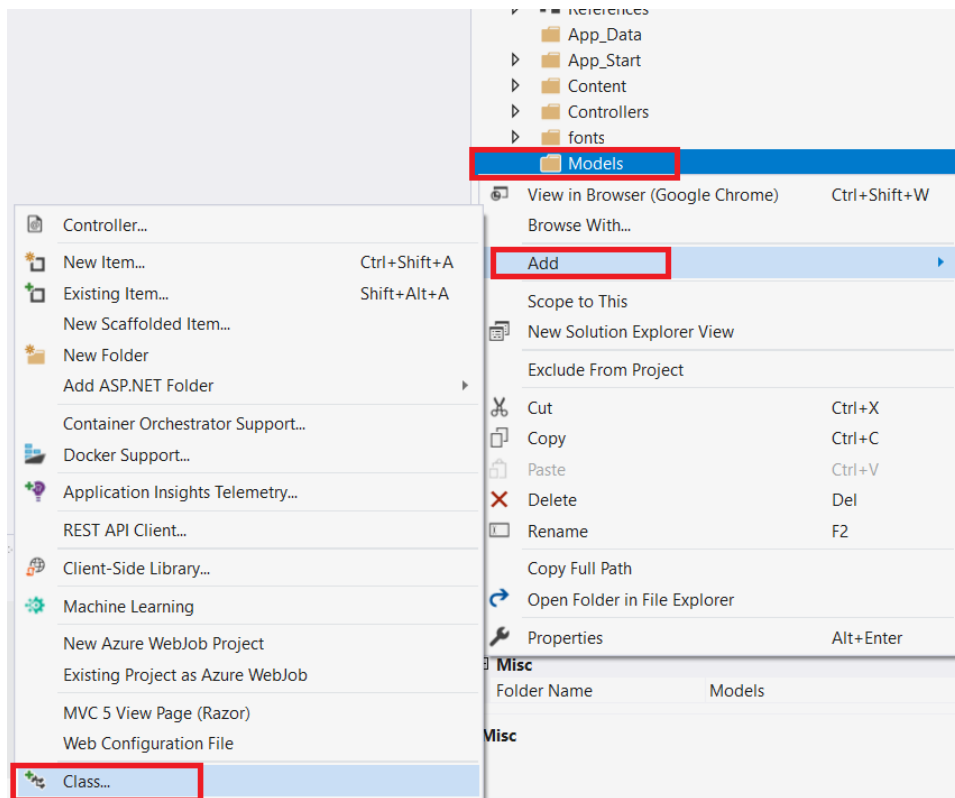 References
App_Data
App_Start
Content
Controllers
fonts
Models
View in Browser (Google Chrome) Ctrl+Shift+W
Browse With...
Add
Scope to This
New Solution Explorer View
Exclude From Project
Cut Ctrl+X
Copy Ctrl+C
Paste Ctrl+V
Delete Del
Rename F2
Copy Full Path
Open Folder in File Explorer
Properties Alt+Enter
Controller...
New Item... Ctrl+Shift+A
Existing Item... Shift+Alt+A
New Scaffolded Item...
New Folder
Add ASP.NET Folder
Container Orchestrator Support...
Docker Support...
Application Insights Telemetry...
REST API Client...
Client-Side Library...
Machine Learning
New Azure WebJob Project
Existing Project as Azure WebJob
MVC 5 View Page (Razor)
Web Configuration File
Class...
Misc
Folder Name Models
Misc